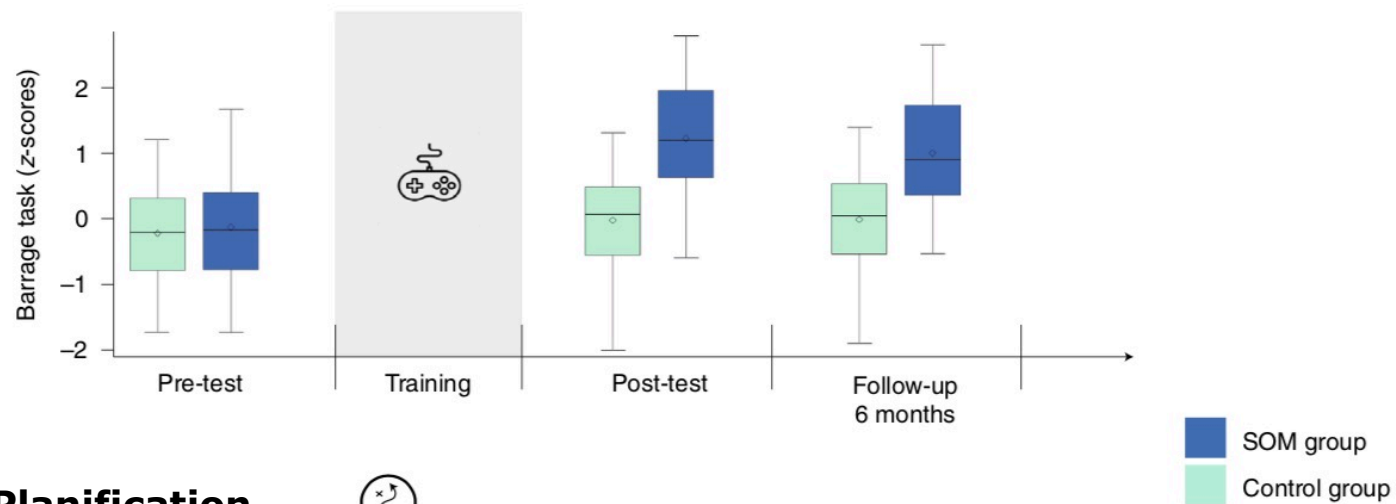 Barrage task (z-scores)
2
1
0
–1
–2
Pre-test
Training
Post-test
Follow-up
6 months
SOM group
Control group
Planification